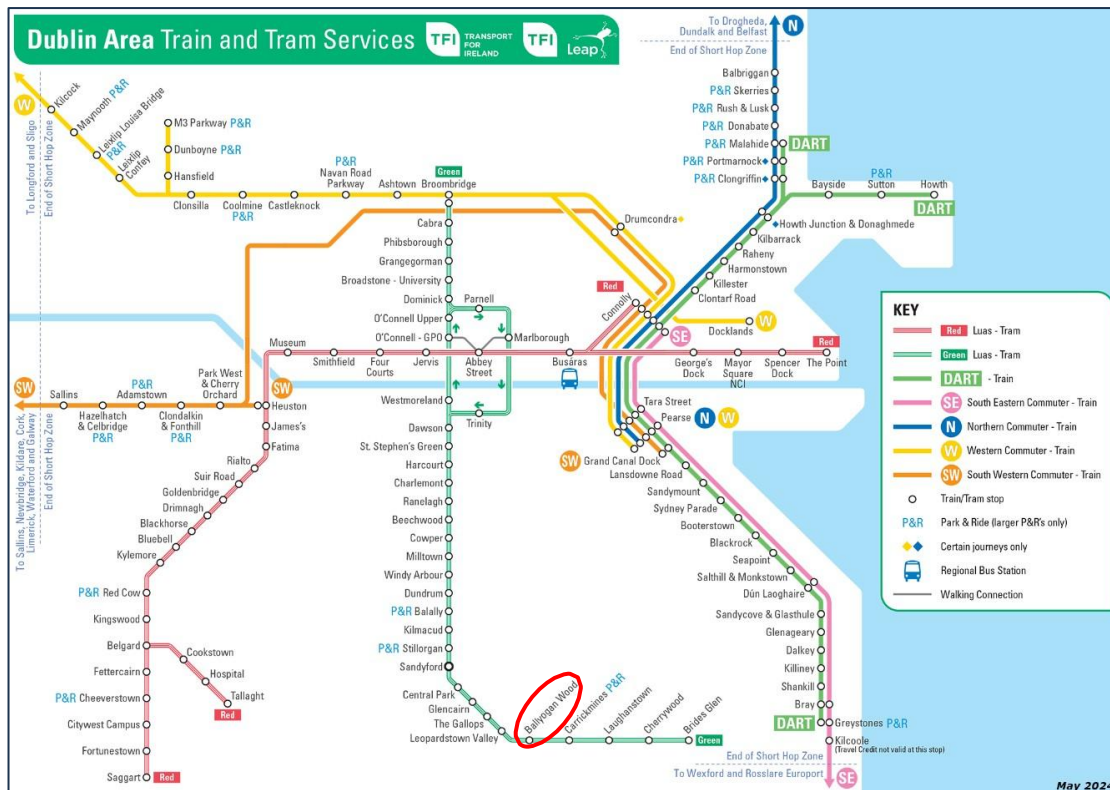 Dublin Area Train and Tram Services
TFI
TRANSPORT
FOR
IRELAND
TFI
Leap
To Drogheda,
Dundalk and Belfast
N
End of Short Hop Zone
W
To Longford and Sligo
End of Short Hop Zone
Kilcock
Maynooth P&R
Leixlip Louisa Bridge
P&R
Leixlip
Confey
M3 Parkway P&R
Dunboyne P&R
Hansfield
Clonsilla
Coolmine
P&R
Castleknock
P&R
Navan Road
Parkway
Ashtown
Green
Broombridge
Cabra
Phibsborough
Grangegorman
Broadstone - University
Dominick
O'Connell Upper
O'Connell - GPO
Parnell
Marlborough
Drumcondra
Balbriggan
P&R Skerries
P&R Rush & Lusk
P&R Donabate
P&R Malahide
DART
P&R Portmarnock
P&R Clongriffin
Bayside
P&R
Sutton
Howth
DART
Howth Junction & Donaghmede
Kilbarrack
Raheny
Harmonstown
Killester
Clontarf Road
Red
Connolly
SE
Docklands
W
Museum
Smithfield
Four
Courts
Jervis
Abbey
Street
Busáras
George's
Dock
Mayor
Square
NCI
Spencer
Dock
Red
The Point
SW
Sallins
Hazelhatch
& Celbridge
P&R
P&R
Adamstown
Clondalkin
& Fonthill
P&R
Park West
& Cherry
Orchard
SW
Heuston
To Sallins, Newbridge, Kildare, Cork,
Limerick, Waterford and Galway
End of Short Hop Zone
James's
Fatima
Rialto
Suir Road
Goldenbridge
Drimnagh
Blackhorse
Bluebell
Kylemore
P&R Red Cow
Kingswood
Belgard
Cookstown
Hospital
Tallaght
Red
Fettercairn
P&R Cheeverstown
Citywest Campus
Fortunestown
Saggart
Red
Westmoreland
Trinity
Dawson
St. Stephen's Green
Harcourt
Charlemont
Ranelagh
Beechwood
Cowper
Milltown
Windy Arbour
Dundrum
P&R Balally
Kilmacud
P&R Stillorgan
Sandyford
Central Park
Glencairn
The Gallops
Leopardstown Valley
Ballyogan Wood
Carrickmines P&R
Laughanstown
Cherrywood
Brides Glen
Green
Tara Street
Pearse
N
W
SW
Grand Canal Dock
Lansdowne Road
Sandymount
Sydney Parade
Booterstown
Blackrock
Seapoint
Salthill & Monkstown
Dún Laoghaire
Sandycove & Glasthule
Glenageary
Dalkey
Killiney
Shankill
Bray
DART
Greystones P&R
Kilcoole
(Travel Credit not valid at this stop)
End of Short Hop Zone
To Wexford and Rosslare Europort
SE
KEY
Red Luas - Tram
Green Luas - Tram
DART - Train
SE South Eastern Commuter - Train
N Northern Commuter - Train
W Western Commuter - Train
SW South Western Commuter - Train
Train/Tram stop
P&R Park & Ride (larger P&R's only)
Certain journeys only
Regional Bus Station
Walking Connection
May 2024